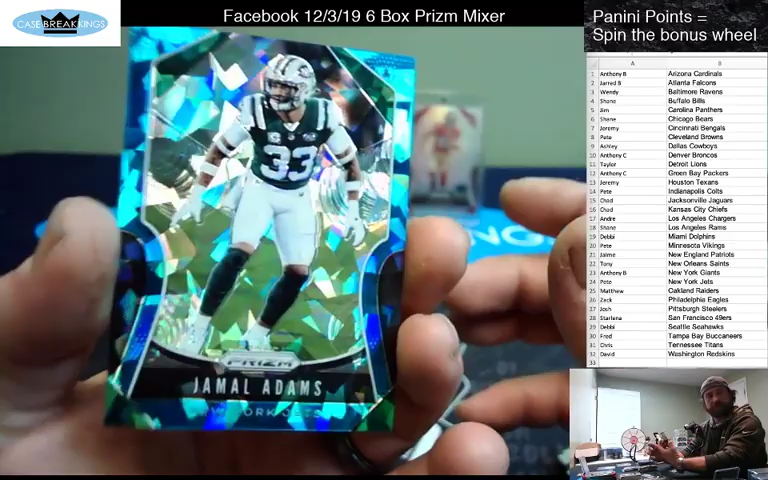 CASE BREAK KINGS
Facebook 12/3/19 6 Box Prizm Mixer
Panini Points =
Spin the bonus wheel
A B
1 Anthony B Arizona Cardinals
2 Jarred B Atlanta Falcons
3 Wendy Baltimore Ravens
4 Shane Buffalo Bills
5 Jim Carolina Panthers
6 Shane Chicago Bears
7 Jeremy Cincinnati Bengals
8 Pete Cleveland Browns
9 Ashley Dallas Cowboys
10 Anthony C Denver Broncos
11 Taylor Detroit Lions
12 Anthony C Green Bay Packers
13 Jeremy Houston Texans
14 Pete Indianapolis Colts
15 Chad Jacksonville Jaguars
16 Chad Kansas City Chiefs
17 Andre Los Angeles Chargers
18 Shane Los Angeles Rams
19 Debbi Miami Dolphins
20 Pete Minnesota Vikings
21 Jaime New England Patriots
22 Tony New Orleans Saints
23 Anthony B New York Giants
24 Pete New York Jets
25 Matthew Oakland Raiders
26 Zack Philadelphia Eagles
27 Josh Pittsburgh Steelers
28 Starlena San Francisco 49ers
29 Debbi Seattle Seahawks
30 Fred Tampa Bay Buccaneers
31 Chris Tennessee Titans
32 David Washington Redskins
33
33
PRIZM
JAMAL ADAMS
NEW YORK JETS